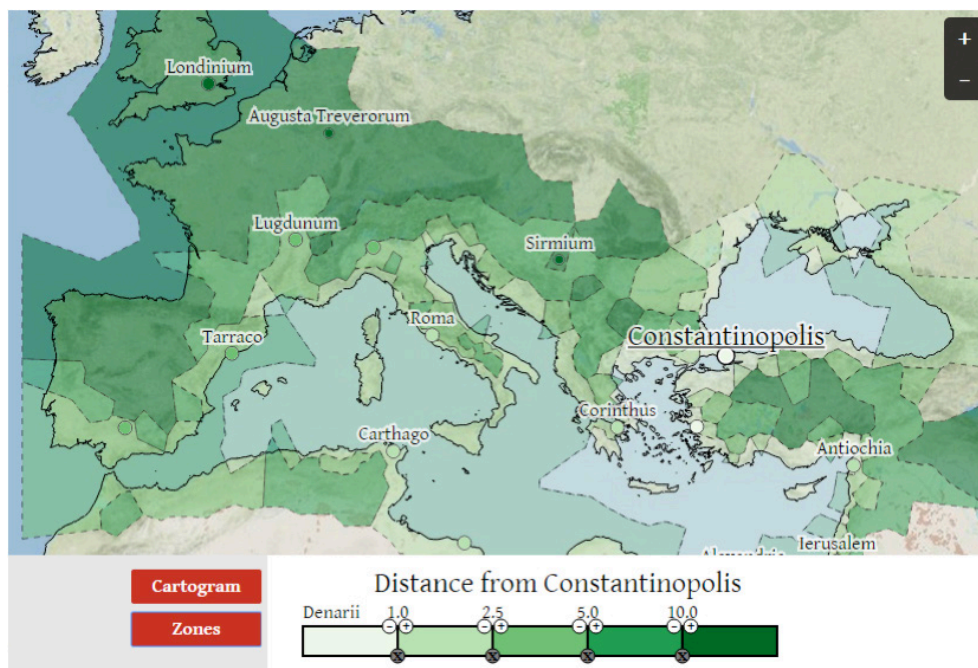 +
−
Londinium
Augusta Treverorum
Lugdunum
Sirmium
Tarraco
Roma
Constantinopolis
Corinthus
Carthago
Antiochia
Ierusalem
Alexandria
Cartogram
Zones
Distance from Constantinopolis
Denarii 1.0 2.5 5.0 10.0
− + − + − + − +
x x x x